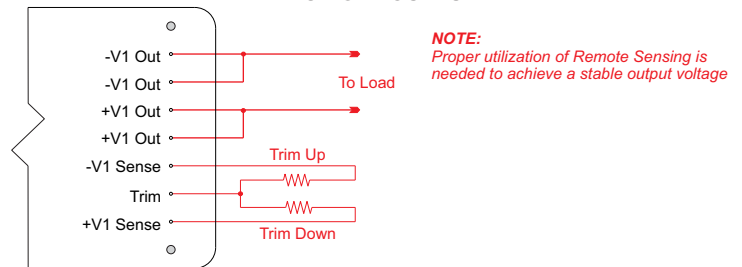 -V1 Out
-V1 Out
+V1 Out
+V1 Out
-V1 Sense
Trim
+V1 Sense
To Load
Trim Up
Trim Down
NOTE:
Proper utilization of Remote Sensing is
needed to achieve a stable output voltage